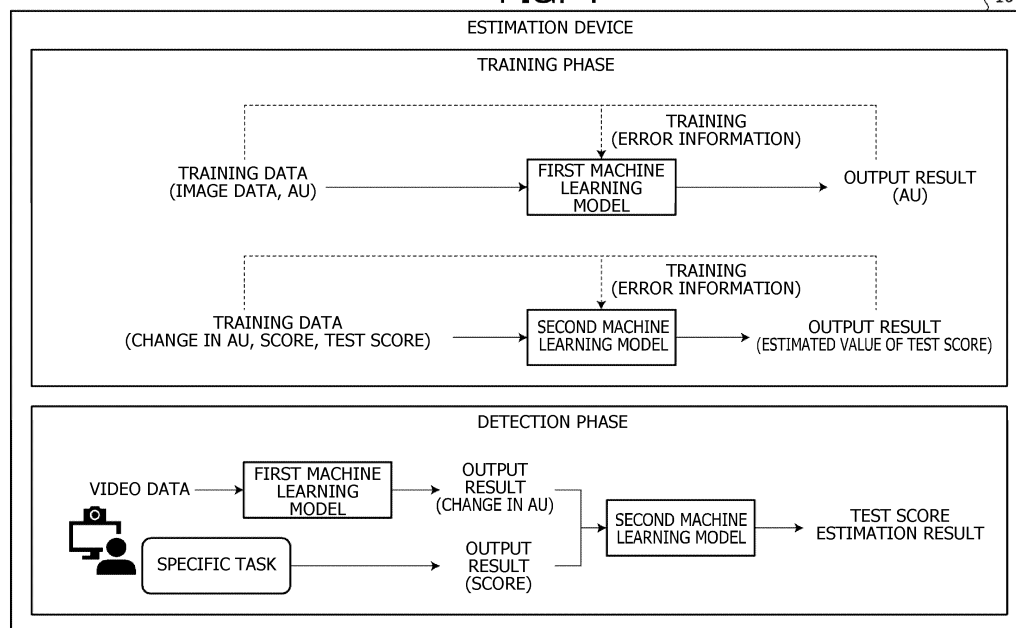 ESTIMATION DEVICE
TRAINING PHASE
TRAINING
(ERROR INFORMATION)
TRAINING DATA
(IMAGE DATA, AU)
FIRST MACHINE
LEARNING
MODEL
OUTPUT RESULT
(AU)
TRAINING
(ERROR INFORMATION)
TRAINING DATA
(CHANGE IN AU, SCORE, TEST SCORE)
SECOND MACHINE
LEARNING MODEL
OUTPUT RESULT
(ESTIMATED VALUE OF TEST SCORE)
DETECTION PHASE
VIDEO DATA
FIRST MACHINE
LEARNING
MODEL
OUTPUT
RESULT
(CHANGE IN AU)
SECOND MACHINE
LEARNING MODEL
TEST SCORE
ESTIMATION RESULT
SPECIFIC TASK
OUTPUT
RESULT
(SCORE)